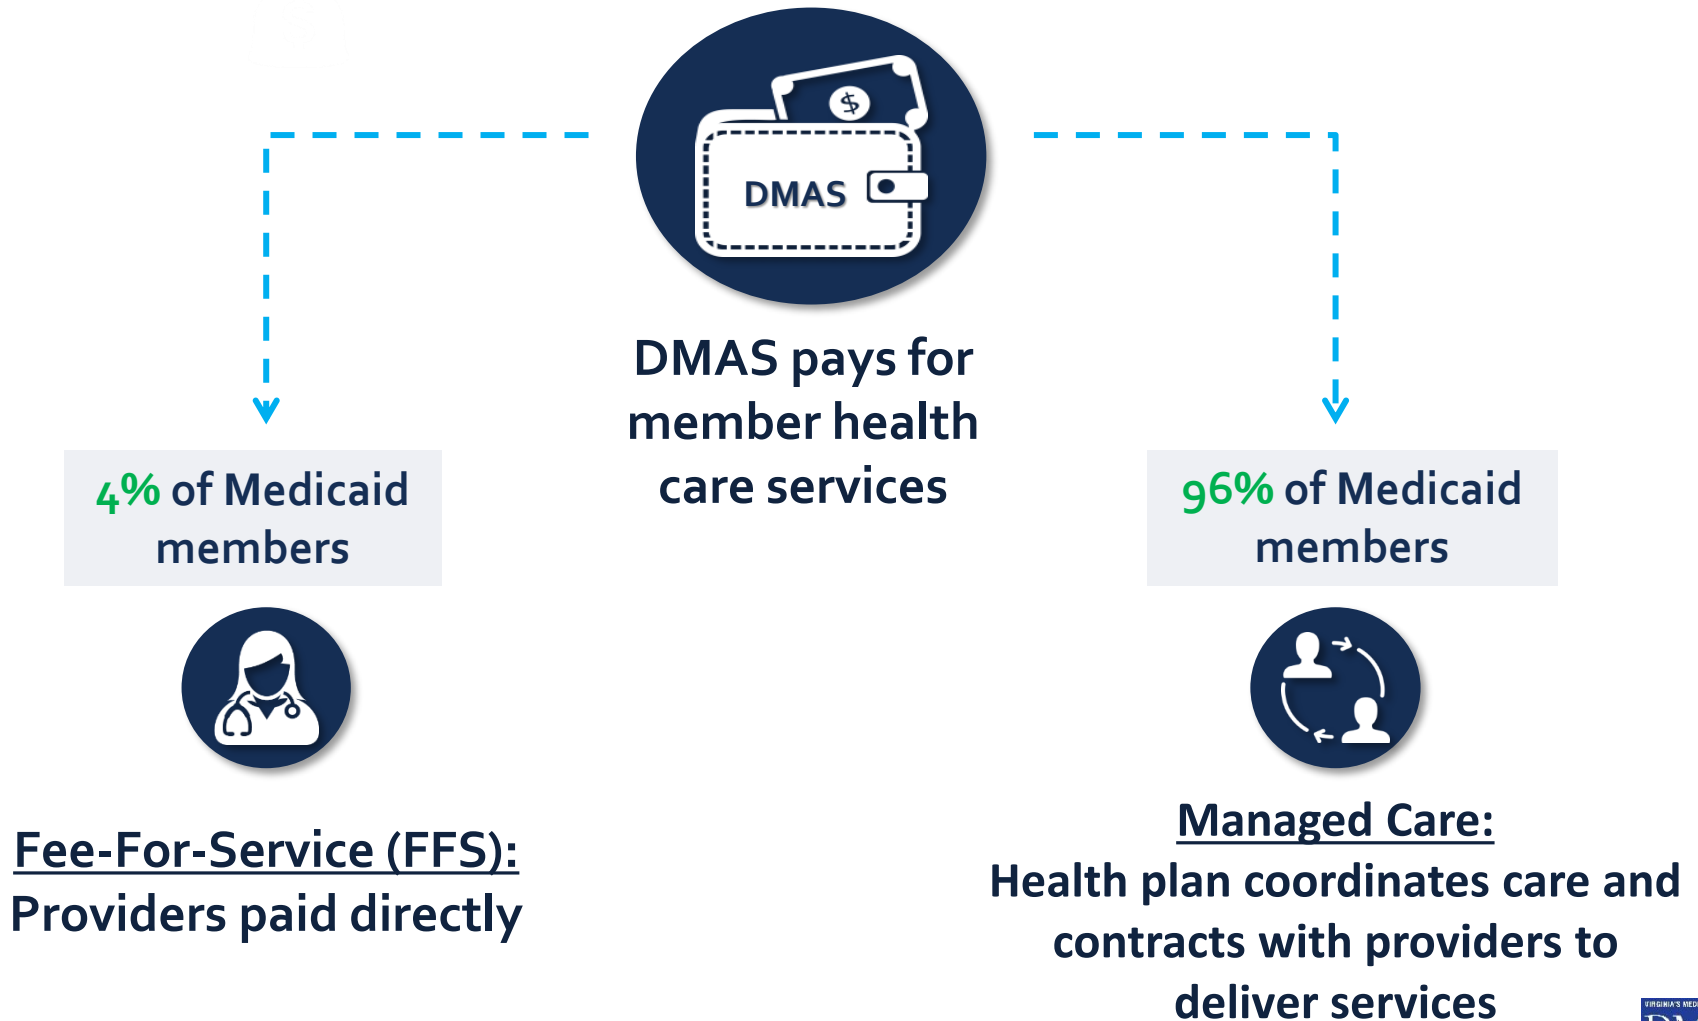 DMAS
DMAS pays for
member health
care services
4% of Medicaid
members
Fee-For-Service (FFS):
Providers paid directly
96% of Medicaid
members
Managed Care:
Health plan coordinates care and
contracts with providers to
deliver services
VIRGINIA'S